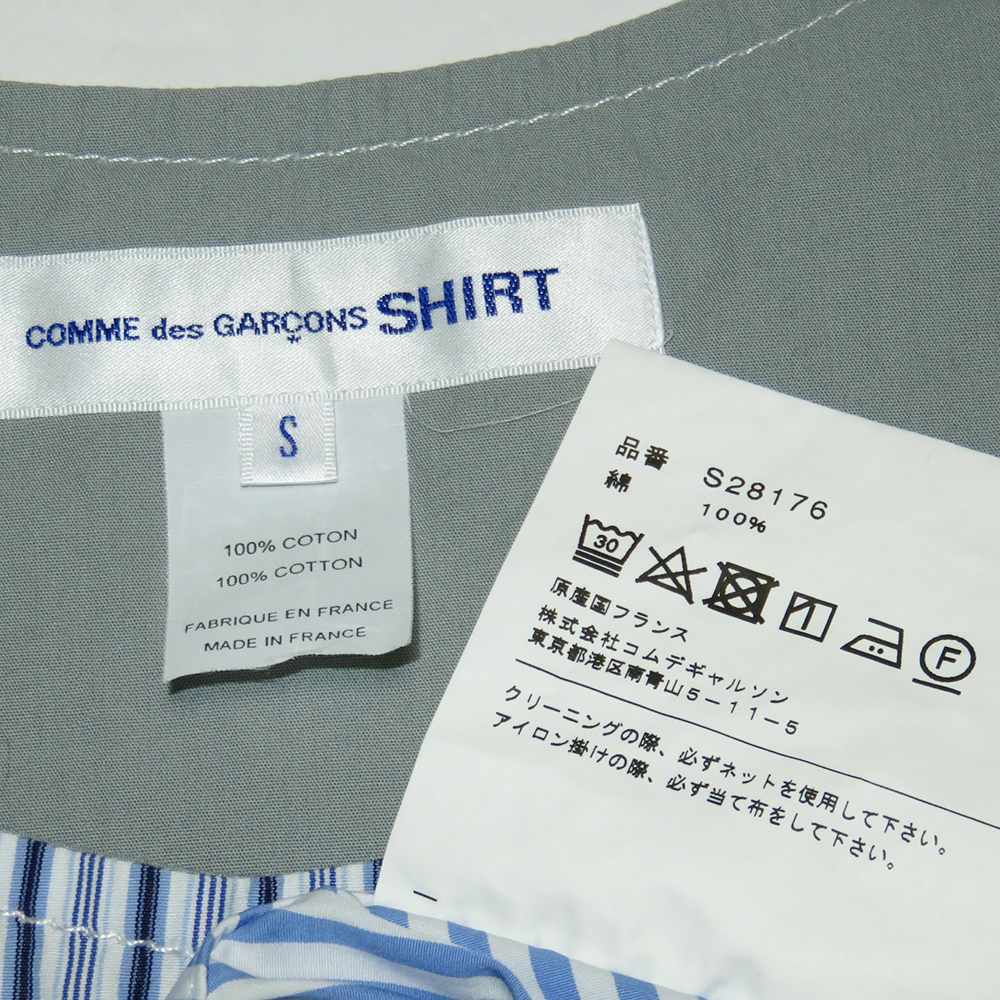 COMME des GARÇONS SHIRT
S
100% COTON
100% COTTON
FABRIQUE EN FRANCE
MADE IN FRANCE
品番 S28176
綿 100%
30
F
原産国フランス
株式会社コムデギャルソン
東京都港区南青山5-11-5
クリーニングの際、必ずネットを使用して下さい。
アイロン掛けの際、必ず当て布をして下さい。